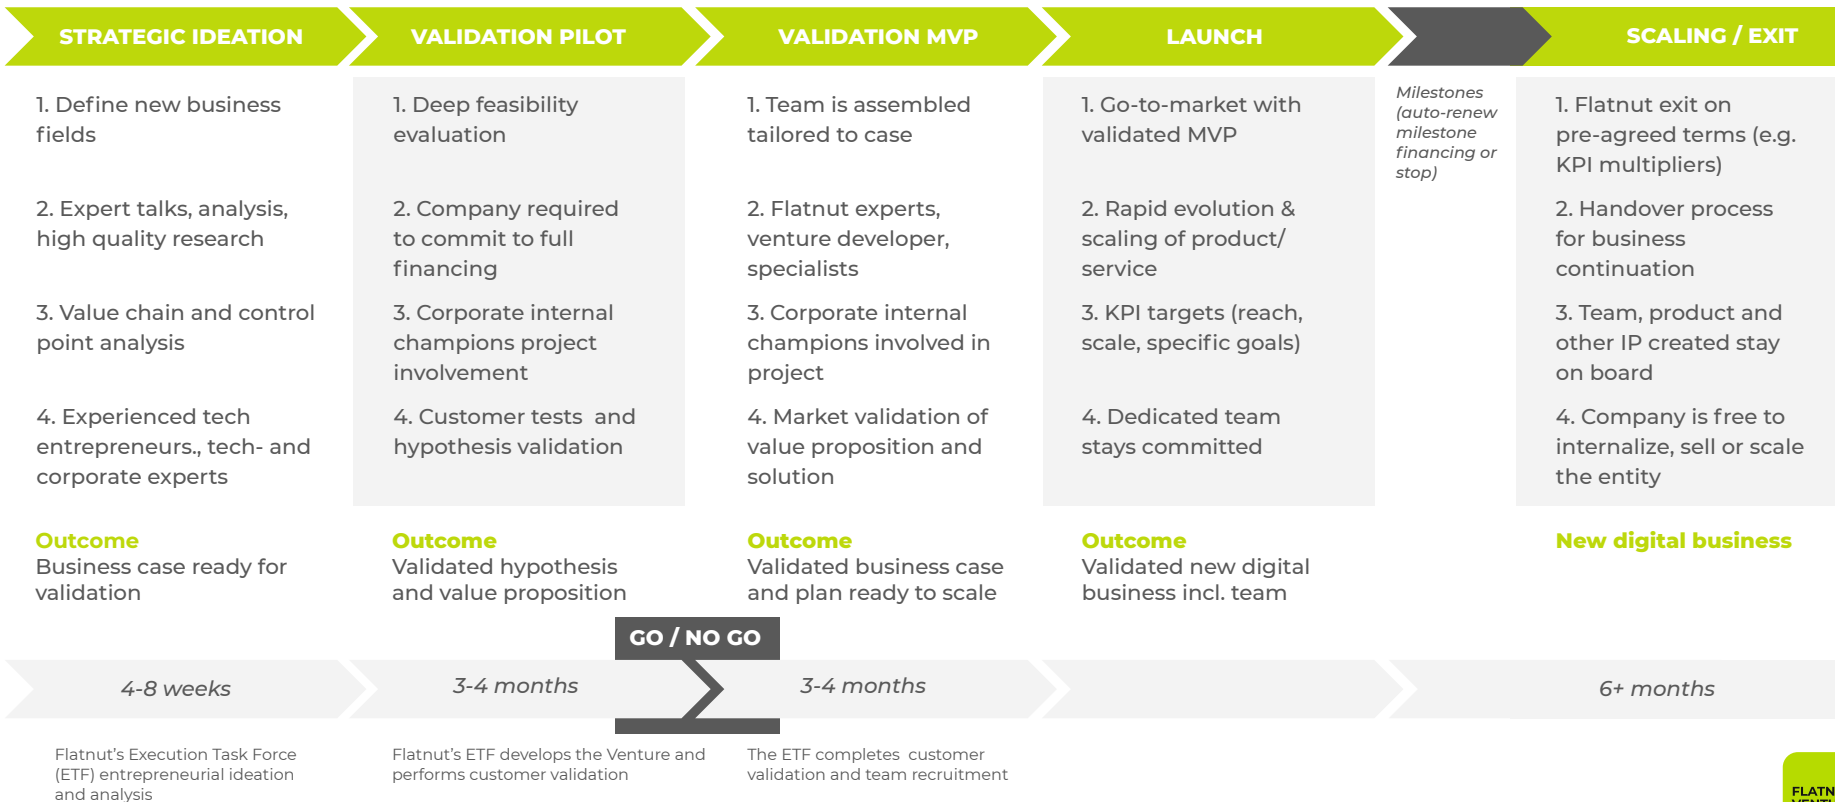 STRATEGIC IDEATION
VALIDATION PILOT
VALIDATION MVP
LAUNCH
SCALING / EXIT
1. Define new business
fields
2. Expert talks, analysis,
high quality research
3. Value chain and control
point analysis
4. Experienced tech
entrepreneurs., tech- and
corporate experts
Outcome
Business case ready for
validation
1. Deep feasibility
evaluation
2. Company required
to commit to full
financing
3. Corporate internal
champions project
involvement
4. Customer tests and
hypothesis validation
Outcome
Validated hypothesis
and value proposition
1. Team is assembled
tailored to case
2. Flatnut experts,
venture developer,
specialists
3. Corporate internal
champions involved in
project
4. Market validation of
value proposition and
solution
Outcome
Validated business case
and plan ready to scale
1. Go-to-market with
validated MVP
2. Rapid evolution &
scaling of product/
service
3. KPI targets (reach,
scale, specific goals)
4. Dedicated team
stays committed
Outcome
Validated new digital
business incl. team
Milestones
(auto-renew
milestone
financing or
stop)
1. Flatnut exit on
pre-agreed terms (e.g.
KPI multipliers)
2. Handover process
for business
continuation
3. Team, product and
other IP created stay
on board
4. Company is free to
internalize, sell or scale
the entity
New digital business
GO / NO GO
4-8 weeks
3-4 months
3-4 months
6+ months
Flatnut's Execution Task Force
(ETF) entrepreneurial ideation
and analysis
Flatnut's ETF develops the Venture and
performs customer validation
The ETF completes customer
validation and team recruitment